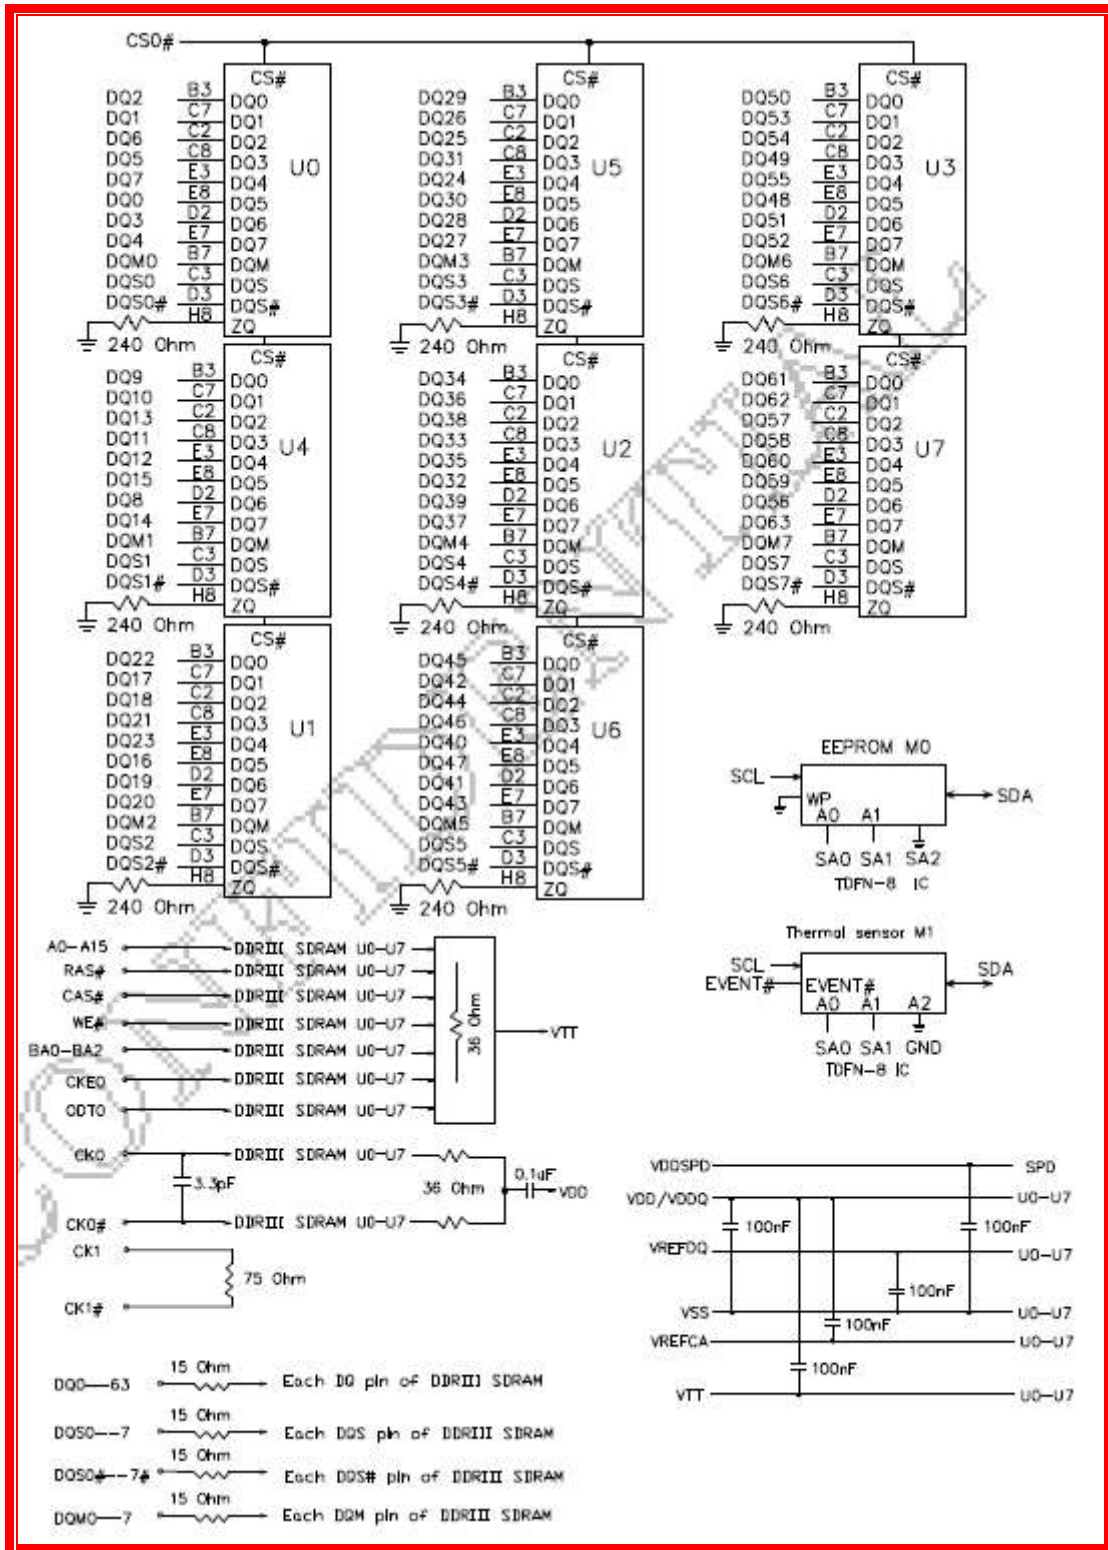 CS0#
CS#
DQ2 B3 DQ0
DQ1 C7 DQ1
DQ6 C2 DQ2
DQ5 C8 DQ3
DQ7 E3 DQ4
DQ0 E8 DQ5
DQ3 D2 DQ6
DQ4 E7 DQ7
DQM0 B7 DQM
DQS0 C3 DQS
DQS0# D3 DQS#
H8 ZQ
U0
240 Ohm
CS#
DQ29 B3 DQ0
DQ26 C7 DQ1
DQ25 C2 DQ2
DQ31 C8 DQ3
DQ24 E3 DQ4
DQ30 E8 DQ5
DQ28 D2 DQ6
DQ27 E7 DQ7
DQM3 B7 DQM
DQS3 C3 DQS
DQS3# D3 DQS#
H8 ZQ
U5
240 Ohm
CS#
DQ50 B3 DQ0
DQ53 C7 DQ1
DQ54 C2 DQ2
DQ49 C8 DQ3
DQ55 E3 DQ4
DQ48 E8 DQ5
DQ51 D2 DQ6
DQ52 E7 DQ7
DQM6 B7 DQM
DQS6 C3 DQS
DQS6# D3 DQS#
H8 ZQ
U3
240 Ohm
CS#
DQ9 B3 DQ0
DQ10 C7 DQ1
DQ13 C2 DQ2
DQ11 C8 DQ3
DQ12 E3 DQ4
DQ15 E8 DQ5
DQ8 D2 DQ6
DQ14 E7 DQ7
DQM1 B7 DQM
DQS1 C3 DQS
DQS1# D3 DQS#
H8 ZQ
U4
240 Ohm
CS#
DQ34 B3 DQ0
DQ36 C7 DQ1
DQ38 C2 DQ2
DQ33 C8 DQ3
DQ35 E3 DQ4
DQ32 E8 DQ5
DQ39 D2 DQ6
DQ37 E7 DQ7
DQM4 B7 DQM
DQS4 C3 DQS
DQS4# D3 DQS#
H8 ZQ
U2
240 Ohm
CS#
DQ61 B3 DQ0
DQ62 C7 DQ1
DQ57 C2 DQ2
DQ58 C8 DQ3
DQ60 E3 DQ4
DQ59 E8 DQ5
DQ56 D2 DQ6
DQ63 E7 DQ7
DQM7 B7 DQM
DQS7 C3 DQS
DQS7# D3 DQS#
H8 ZQ
U7
240 Ohm
CS#
DQ22 B3 DQ0
DQ17 C7 DQ1
DQ18 C2 DQ2
DQ21 C8 DQ3
DQ23 E3 DQ4
DQ16 E8 DQ5
DQ19 D2 DQ6
DQ20 E7 DQ7
DQM2 B7 DQM
DQS2 C3 DQS
DQS2# D3 DQS#
H8 ZQ
U1
240 Ohm
DQ45 B3 DQ0
DQ42 C7 DQ1
DQ44 C2 DQ2
DQ46 C8 DQ3
DQ40 E3 DQ4
DQ47 E8 DQ5
DQ41 D2 DQ6
DQ43 E7 DQ7
DQM5 B7 DQM
DQS5 C3 DQS
DQS5# D3 DQS#
H8 ZQ
U6
240 Ohm
EEPROM M0
SCL
WP
SDA
A0 A1
SA0 SA1 SA2
TDFN-8 IC
Thermal sensor M1
SCL
EVENT# EVENT#
SDA
A0 A1 A2
SA0 SA1 GND
TDFN-8 IC
A0-A15 DDRIII SDRAM U0-U7
RAS# DDRIII SDRAM U0-U7
CAS# DDRIII SDRAM U0-U7
WE# DDRIII SDRAM U0-U7
BA0-BA2 DDRIII SDRAM U0-U7
CKE0 DDRIII SDRAM U0-U7
ODT0 DDRIII SDRAM U0-U7
36 Ohm
VTT
CK0 DDRIII SDRAM U0-U7
3.3pF
36 Ohm
0.1uF
VDD
CK0# DDRIII SDRAM U0-U7
CK1
75 Ohm
CK1#
VDDSPD SPD
VDD/VDDQ U0-U7
100nF 100nF
VREFDQ U0-U7
100nF
VSS U0-U7
100nF
VREFCA U0-U7
100nF
VTT U0-U7
15 Ohm
DQ0--63 Each DQ pin of DDRIII SDRAM
15 Ohm
DQS0--7 Each DQS pin of DDRIII SDRAM
15 Ohm
DQS0#--7# Each DQS# pin of DDRIII SDRAM
15 Ohm
DQM0--7 Each DQM pin of DDRIII SDRAM